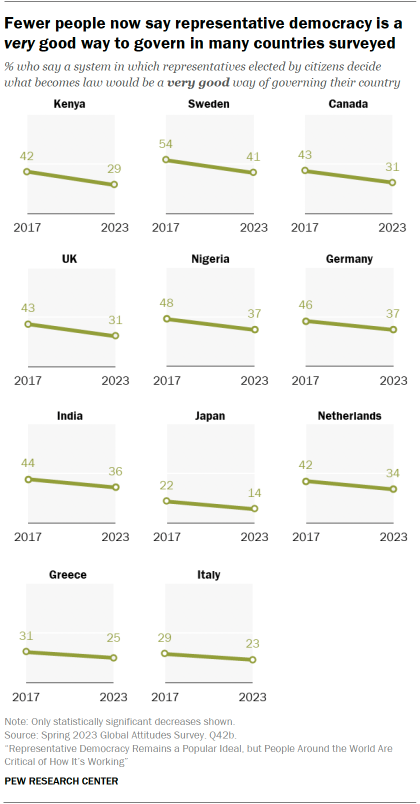 Fewer people now say representative democracy is a
very good way to govern in many countries surveyed
% who say a system in which representatives elected by citizens decide
what becomes law would be a very good way of governing their country
Kenya Sweden Canada
42 29 54 41 43 31
2017 2023 2017 2023 2017 2023
UK Nigeria Germany
43 31 48 37 46 37
2017 2023 2017 2023 2017 2023
India Japan Netherlands
44 36 22 14 42 34
2017 2023 2017 2023 2017 2023
Greece Italy
31 25 29 23
2017 2023 2017 2023
Note: Only statistically significant decreases shown.
Source: Spring 2023 Global Attitudes Survey. Q42b.
"Representative Democracy Remains a Popular Ideal, but People Around the World Are
Critical of How It's Working"
PEW RESEARCH CENTER